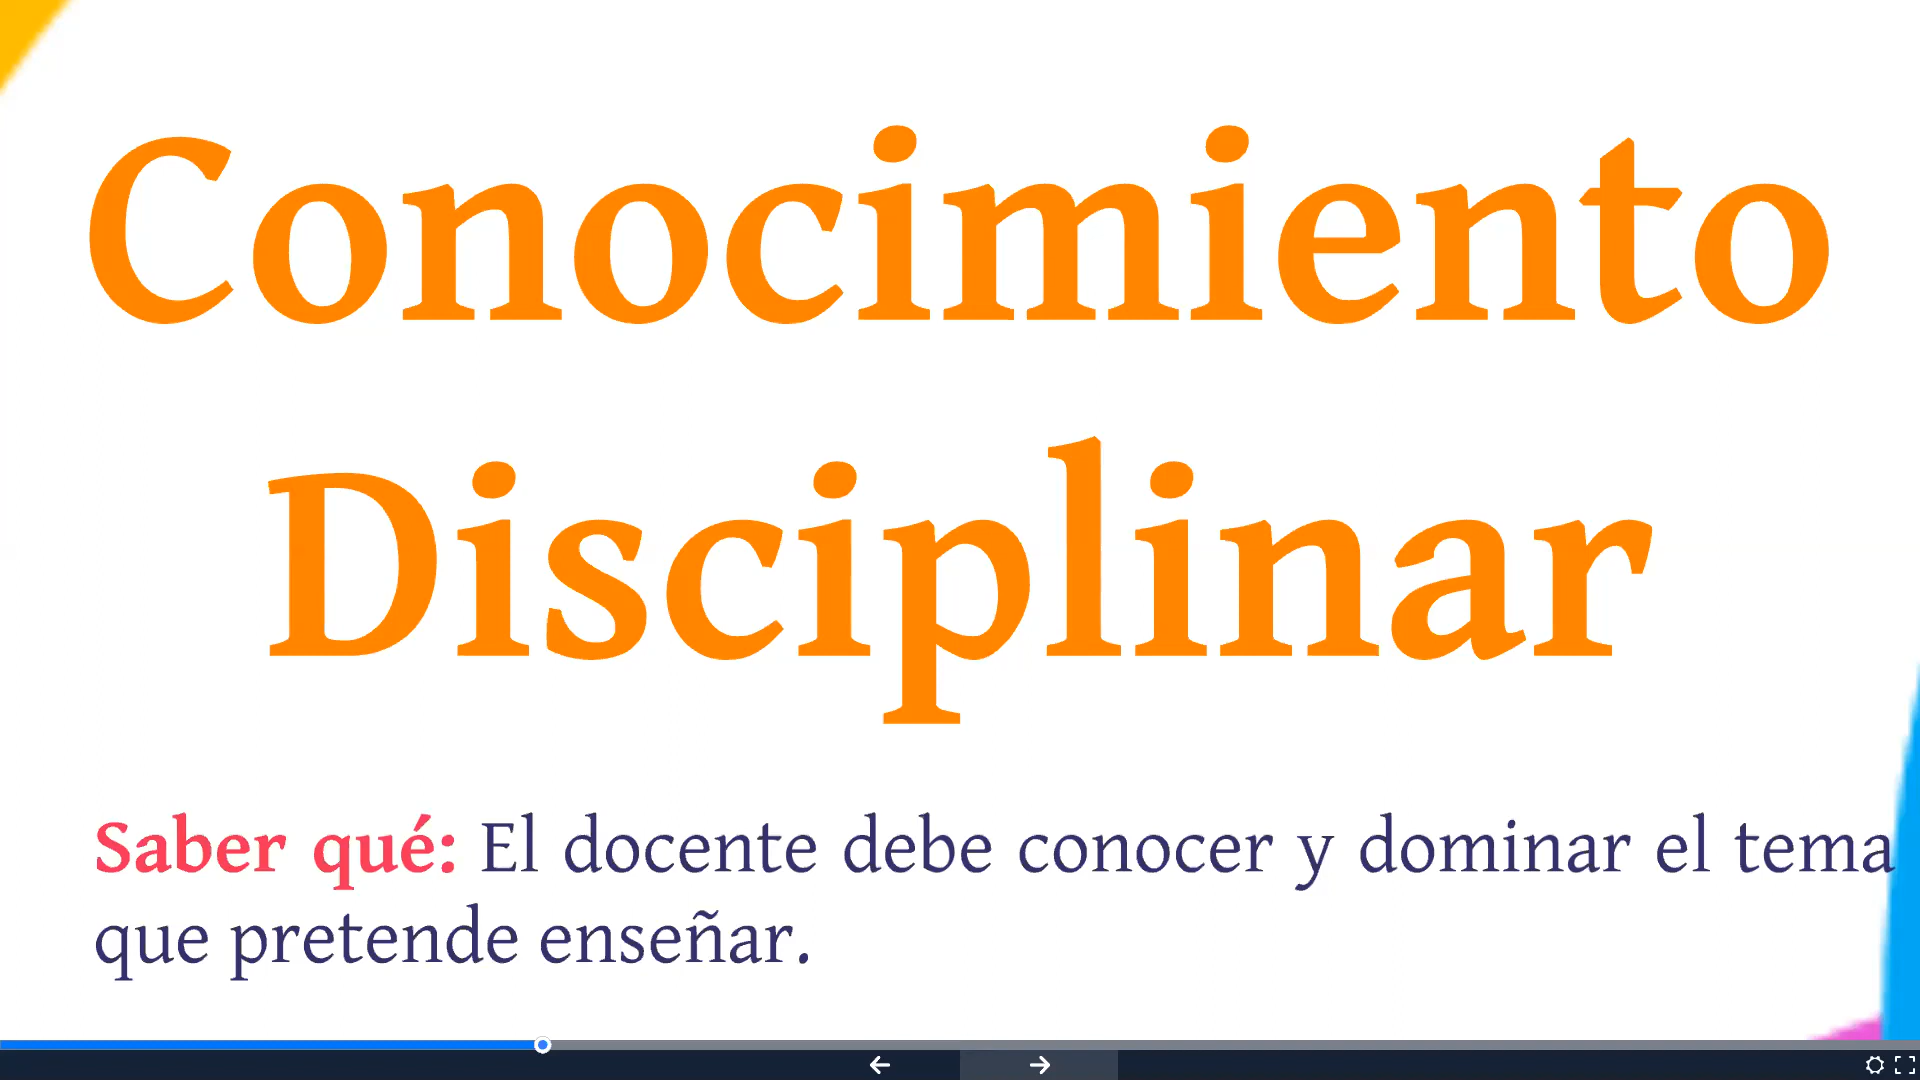 Conocimiento
Disciplinar
Saber qué: El docente debe conocer y dominar el tema
que pretende enseñar.